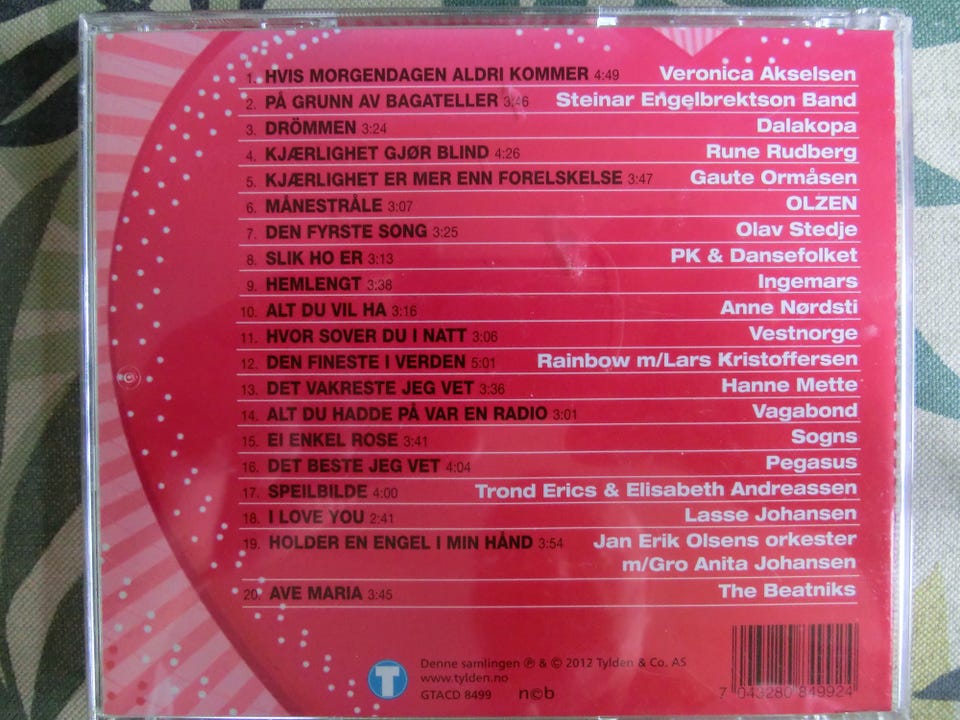 1. HVIS MORGENDAGEN ALDRI KOMMER 4:49 Veronica Akselsen
2. PÅ GRUNN AV BAGATELLER 3:46 Steinar Engelbrektson Band
3. DRÖMMEN 3:24 Dalakopa
4. KJÆRLIGHET GJØR BLIND 4:26 Rune Rudberg
5. KJÆRLIGHET ER MER ENN FORELSKELSE 3:47 Gaute Ormåsen
6. MÅNESTRÅLE 3:07 OLZEN
7. DEN FYRSTE SONG 3:25 Olav Stedje
8. SLIK HO ER 3:13 PK & Dansefolket
9. HEMLENGT 3:38 Ingemars
10. ALT DU VIL HA 3:16 Anne Nørdsti
11. HVOR SOVER DU I NATT 3:06 Vestnorge
12. DEN FINESTE I VERDEN 5:01 Rainbow m/Lars Kristoffersen
13. DET VAKRESTE JEG VET 3:36 Hanne Mette
14. ALT DU HADDE PÅ VAR EN RADIO 3:01 Vagabond
15. EI ENKEL ROSE 3:41 Sogns
16. DET BESTE JEG VET 4:04 Pegasus
17. SPEILBILDE 4:00 Trond Erics & Elisabeth Andreassen
18. I LOVE YOU 2:41 Lasse Johansen
19. HOLDER EN ENGEL I MIN HÅND 3:54 Jan Erik Olsens orkester
m/Gro Anita Johansen
20. AVE MARIA 3:45 The Beatniks
T
Denne samlingen ℗ & © 2012 Tylden & Co. AS
www.tylden.no
GTACD 8499 n©b
7 043280 849924